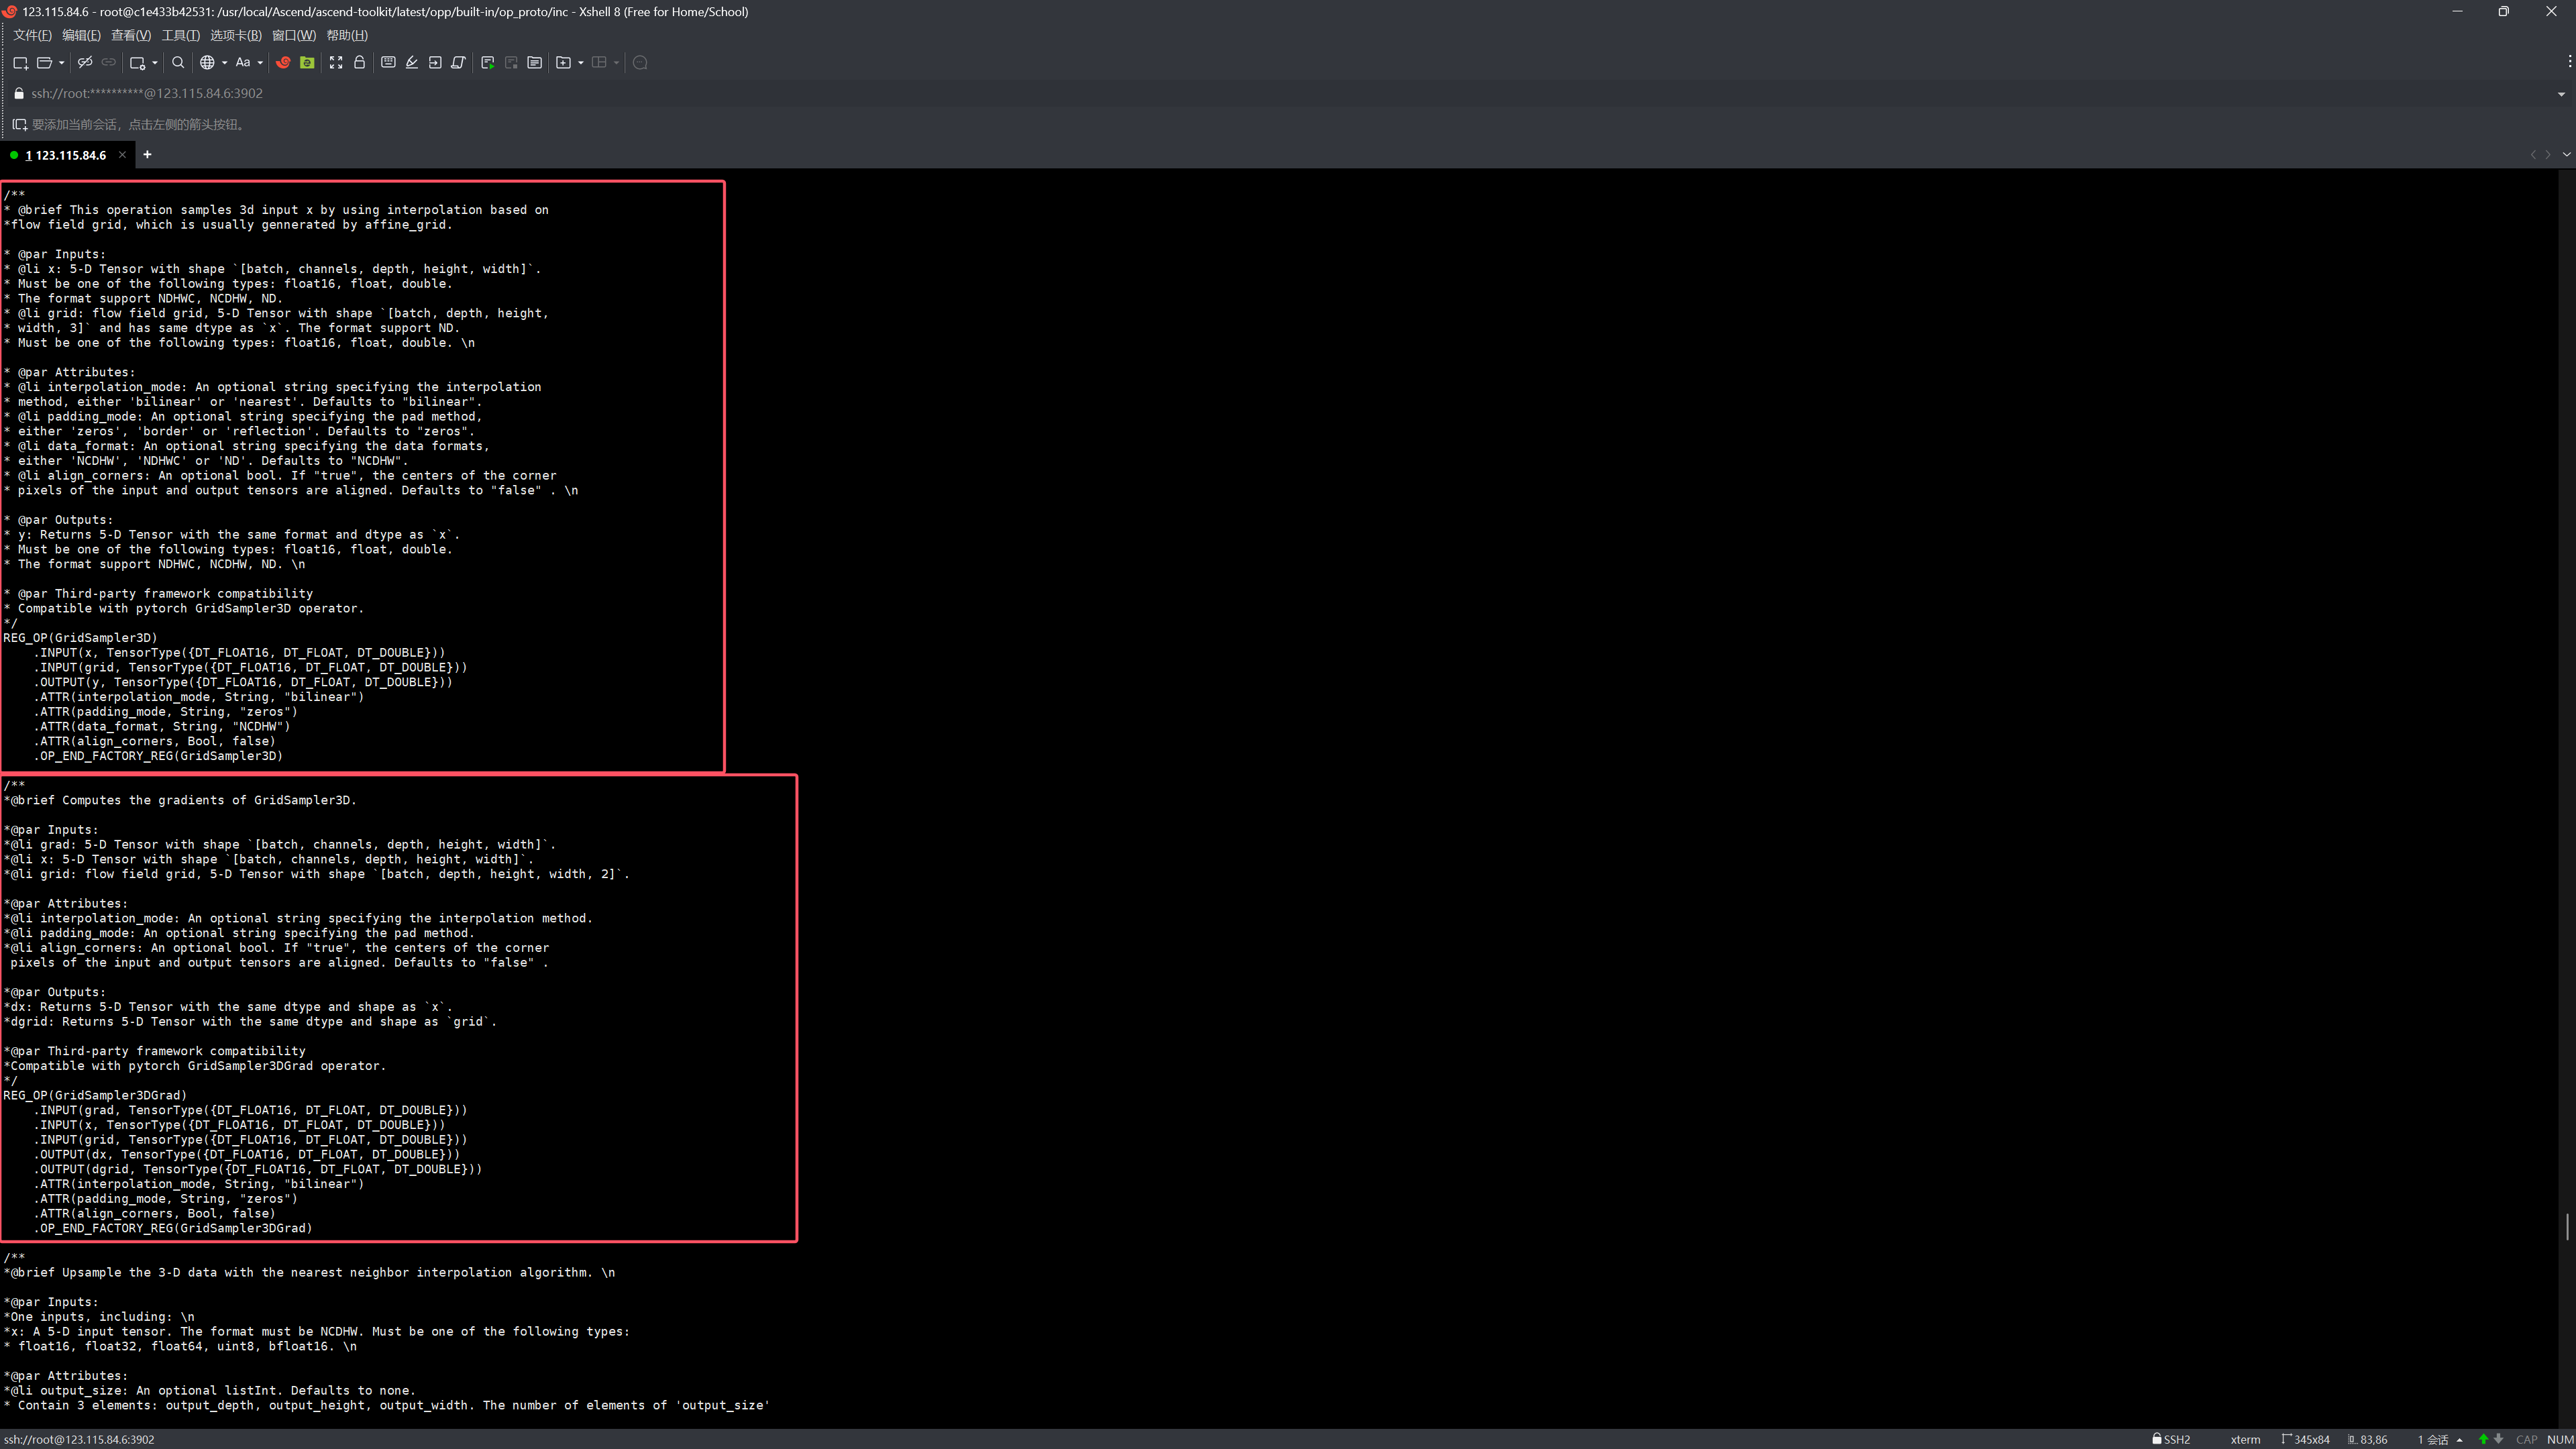 123.115.84.6 - root@c1e433b42531: /usr/local/Ascend/ascend-toolkit/latest/opp/built-in/op_proto/inc - Xshell 8 (Free for Home/School)
文件(F) 编辑(E) 查看(V) 工具(T) 选项卡(B) 窗口(W) 帮助(H)
Aa
ssh://root:**********@123.115.84.6:3902
要添加当前会话，点击左侧的箭头按钮。
1 123.115.84.6
/**
* @brief This operation samples 3d input x by using interpolation based on
*flow field grid, which is usually gennerated by affine_grid.
* @par Inputs:
* @li x: 5-D Tensor with shape `[batch, channels, depth, height, width]`.
* Must be one of the following types: float16, float, double.
* The format support NDHWC, NCDHW, ND.
* @li grid: flow field grid, 5-D Tensor with shape `[batch, depth, height,
* width, 3]` and has same dtype as `x`. The format support ND.
* Must be one of the following types: float16, float, double. \n
* @par Attributes:
* @li interpolation_mode: An optional string specifying the interpolation
* method, either 'bilinear' or 'nearest'. Defaults to "bilinear".
* @li padding_mode: An optional string specifying the pad method,
* either 'zeros', 'border' or 'reflection'. Defaults to "zeros".
* @li data_format: An optional string specifying the data formats,
* either 'NCDHW', 'NDHWC' or 'ND'. Defaults to "NCDHW".
* @li align_corners: An optional bool. If "true", the centers of the corner
* pixels of the input and output tensors are aligned. Defaults to "false" . \n
* @par Outputs:
* y: Returns 5-D Tensor with the same format and dtype as `x`.
* Must be one of the following types: float16, float, double.
* The format support NDHWC, NCDHW, ND. \n
* @par Third-party framework compatibility
* Compatible with pytorch GridSampler3D operator.
*/
REG_OP(GridSampler3D)
.INPUT(x, TensorType({DT_FLOAT16, DT_FLOAT, DT_DOUBLE}))
.INPUT(grid, TensorType({DT_FLOAT16, DT_FLOAT, DT_DOUBLE}))
.OUTPUT(y, TensorType({DT_FLOAT16, DT_FLOAT, DT_DOUBLE}))
.ATTR(interpolation_mode, String, "bilinear")
.ATTR(padding_mode, String, "zeros")
.ATTR(data_format, String, "NCDHW")
.ATTR(align_corners, Bool, false)
.OP_END_FACTORY_REG(GridSampler3D)
/**
*@brief Computes the gradients of GridSampler3D.
*@par Inputs:
*@li grad: 5-D Tensor with shape `[batch, channels, depth, height, width]`.
*@li x: 5-D Tensor with shape `[batch, channels, depth, height, width]`.
*@li grid: flow field grid, 5-D Tensor with shape `[batch, depth, height, width, 2]`.
*@par Attributes:
*@li interpolation_mode: An optional string specifying the interpolation method.
*@li padding_mode: An optional string specifying the pad method.
*@li align_corners: An optional bool. If "true", the centers of the corner
pixels of the input and output tensors are aligned. Defaults to "false" .
*@par Outputs:
*dx: Returns 5-D Tensor with the same dtype and shape as `x`.
*dgrid: Returns 5-D Tensor with the same dtype and shape as `grid`.
*@par Third-party framework compatibility
*Compatible with pytorch GridSampler3DGrad operator.
*/
REG_OP(GridSampler3DGrad)
.INPUT(grad, TensorType({DT_FLOAT16, DT_FLOAT, DT_DOUBLE}))
.INPUT(x, TensorType({DT_FLOAT16, DT_FLOAT, DT_DOUBLE}))
.INPUT(grid, TensorType({DT_FLOAT16, DT_FLOAT, DT_DOUBLE}))
.OUTPUT(dx, TensorType({DT_FLOAT16, DT_FLOAT, DT_DOUBLE}))
.OUTPUT(dgrid, TensorType({DT_FLOAT16, DT_FLOAT, DT_DOUBLE}))
.ATTR(interpolation_mode, String, "bilinear")
.ATTR(padding_mode, String, "zeros")
.ATTR(align_corners, Bool, false)
.OP_END_FACTORY_REG(GridSampler3DGrad)
/**
*@brief Upsample the 3-D data with the nearest neighbor interpolation algorithm. \n
*@par Inputs:
*One inputs, including: \n
*x: A 5-D input tensor. The format must be NCDHW. Must be one of the following types:
* float16, float32, float64, uint8, bfloat16. \n
*@par Attributes:
*@li output_size: An optional listInt. Defaults to none.
* Contain 3 elements: output_depth, output_height, output_width. The number of elements of 'output_size'
ssh://root@123.115.84.6:3902 SSH2 xterm 345x84 83,86 1 会话 CAP NUM